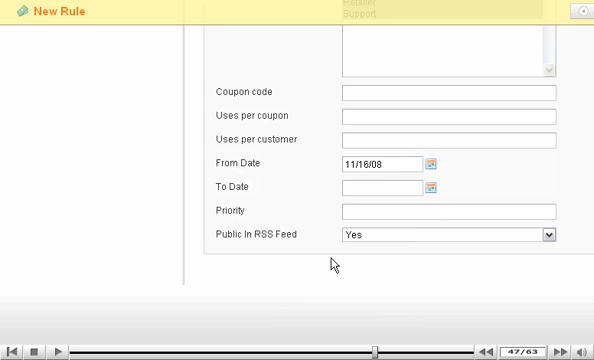 New Rule
Retailer
Support
Coupon code
Uses per coupon
Uses per customer
From Date 11/16/08
To Date
Priority
Public In RSS Feed Yes
47/63